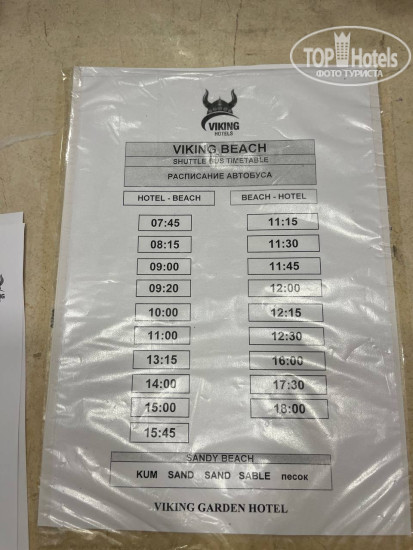 TOP Hotels
ФОТО ТУРИСТА
VIKING
HOTELS
VIKING BEACH
SHUTTLE BUS TIMETABLE
РАСПИСАНИЕ АВТОБУСА
HOTEL - BEACH BEACH - HOTEL
07:45 11:15
08:15 11:30
09:00 11:45
09:20 12:00
10:00 12:15
11:00 12:30
13:15 16:00
14:00 17:30
15:00 18:00
15:45
SANDY BEACH
KUM SAND SAND SABLE песок
VIKING GARDEN HOTEL